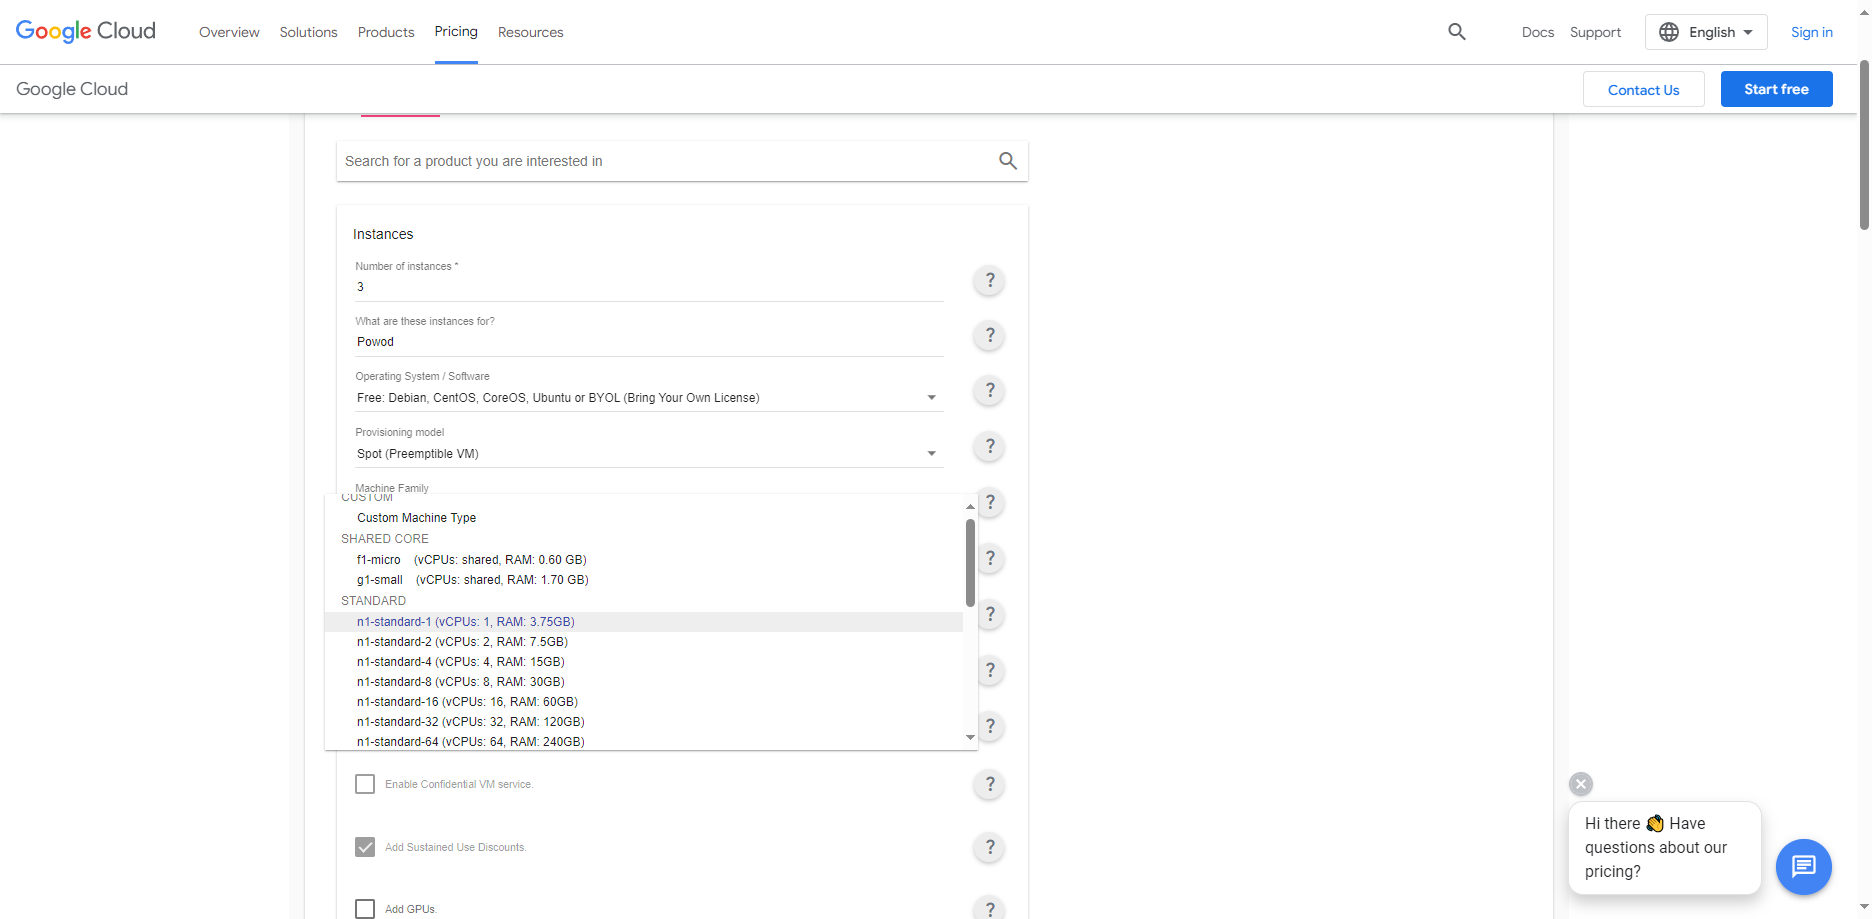 Google Cloud
Overview
Solutions
Products
Pricing
Resources
Docs
Support
English
Sign in
Google Cloud
Contact Us
Start free
Search for a product you are interested in
Instances
Number of instances *
3
?
What are these instances for?
Powod
?
Operating System / Software
Free: Debian, CentOS, CoreOS, Ubuntu or BYOL (Bring Your Own License)
?
Provisioning model
Spot (Preemptible VM)
?
Machine Family
?
CUSTOM
Custom Machine Type
SHARED CORE
f1-micro (vCPUs: shared, RAM: 0.60 GB)
?
g1-small (vCPUs: shared, RAM: 1.70 GB)
STANDARD
n1-standard-1 (vCPUs: 1, RAM: 3.75GB)
?
n1-standard-2 (vCPUs: 2, RAM: 7.5GB)
n1-standard-4 (vCPUs: 4, RAM: 15GB)
?
n1-standard-8 (vCPUs: 8, RAM: 30GB)
n1-standard-16 (vCPUs: 16, RAM: 60GB)
n1-standard-32 (vCPUs: 32, RAM: 120GB)
?
n1-standard-64 (vCPUs: 64, RAM: 240GB)
Enable Confidential VM service.
?
Add Sustained Use Discounts.
?
Add GPUs.
?
Hi there 👋 Have
questions about our
pricing?